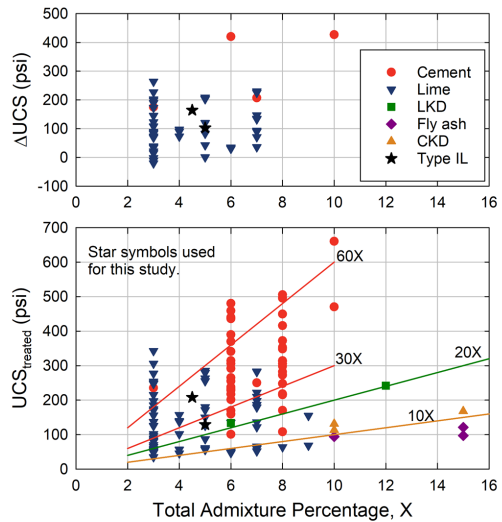 500
400
300
200
100
0
-100
ΔUCS (psi)
Cement
Lime
LKD
Fly ash
CKD
Type IL
0 2 4 6 8 10 12 14 16
700
600
500
400
300
200
100
0
UCS treated (psi)
Star symbols used
for this study.
60X
30X
20X
10X
0 2 4 6 8 10 12 14 16
Total Admixture Percentage, X